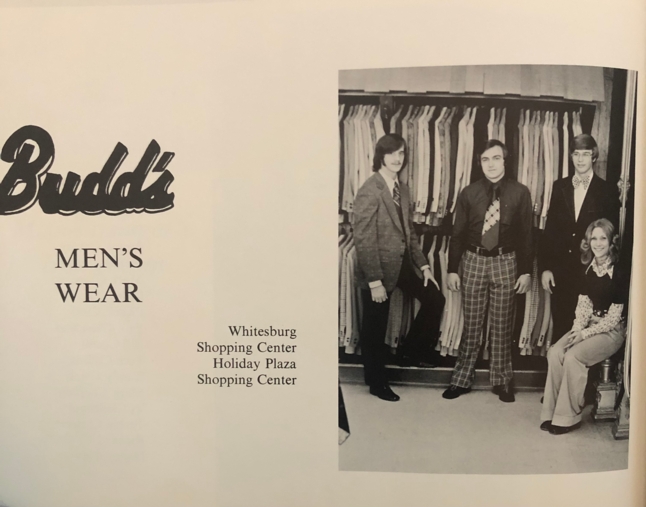 Budd's
MEN'S
WEAR
Whitesburg
Shopping Center
Holiday Plaza
Shopping Center